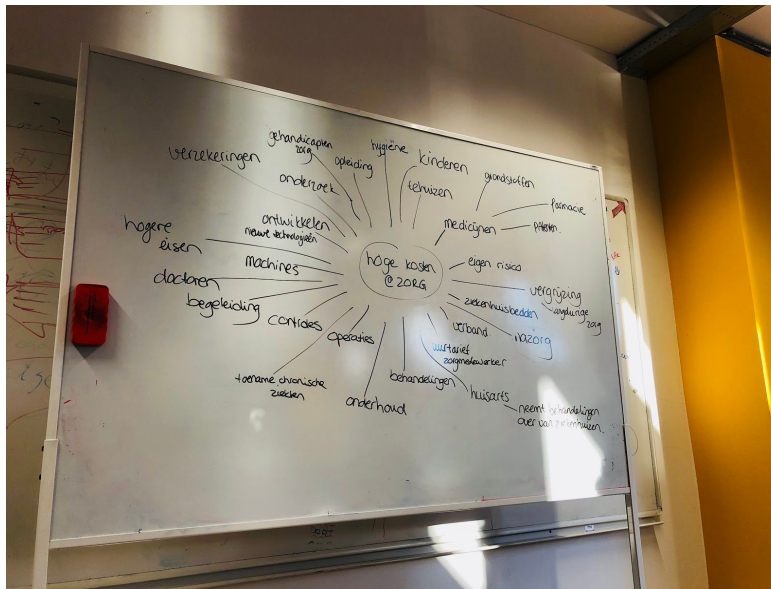 hoge kosten
@ ZORG
hygiëne
kinderen
tehuizen
grondstoffen
medicijnen
farmacie
patenten
eigen risico
vergrijzing
langdurige
zorg
ziekenhuisbedden
nazorg
verband
uurtarief
zorgmedewerker
huisarts
neemt behandelingen
over van ziekenhuizen
behandelingen
onderhoud
operaties
toename chronische
ziekten
controles
begeleiding
doctoren
machines
hogere
eisen
ontwikkelen
nieuwe technologieën
onderzoek
verzekeringen
gehandicapten
zorg
opleiding